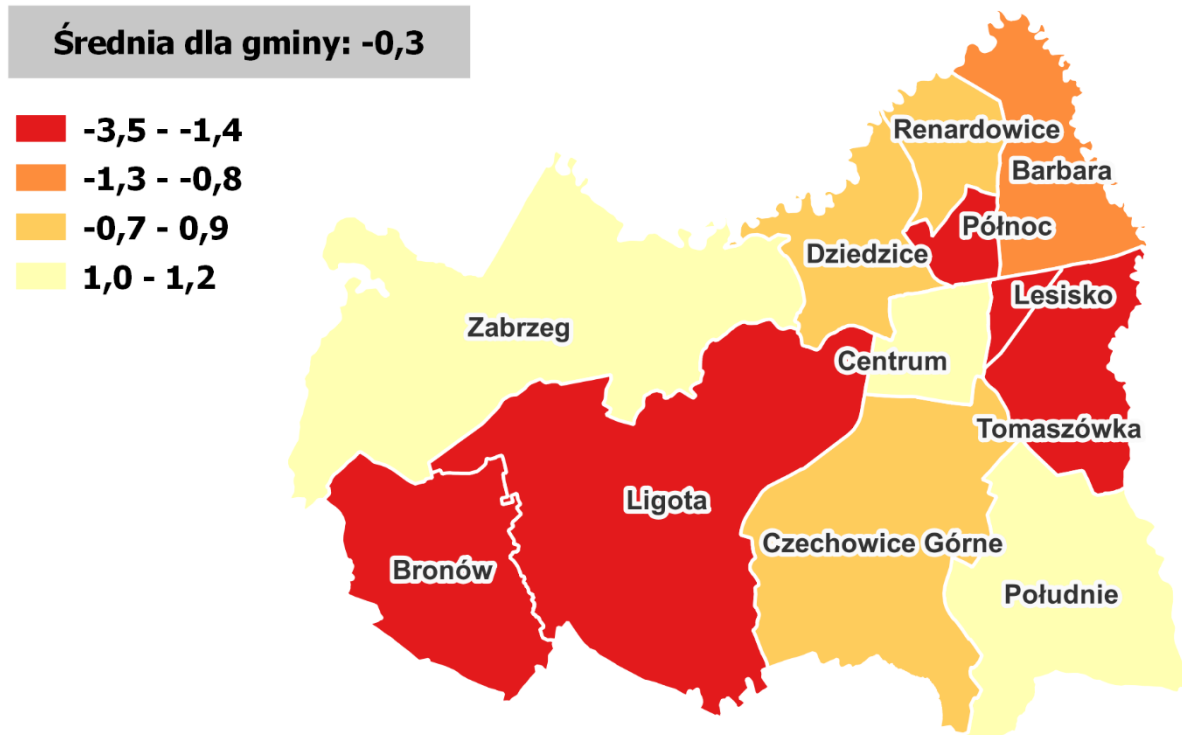 Średnia dla gminy: -0,3
-3,5 - -1,4
-1,3 - -0,8
-0,7 - 0,9
1,0 - 1,2
Renardowice
Barbara
Północ
Dziedzice
Lesisko
Zabrzeg
Centrum
Tomaszówka
Ligota
Czechowice Górne
Bronów
Południe